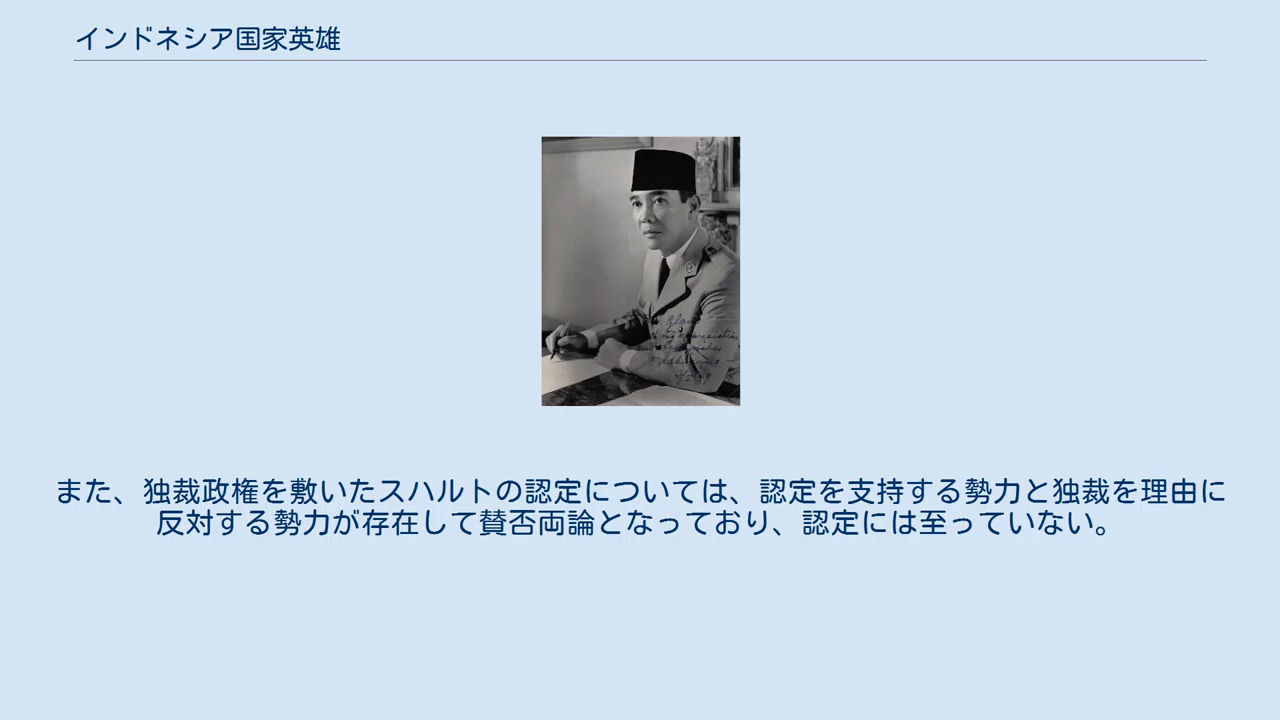 インドネシア国家英雄
また、独裁政権を敷いたスハルトの認定については、認定を支持する勢力と独裁を理由に
反対する勢力が存在して賛否両論となっており、認定には至っていない。